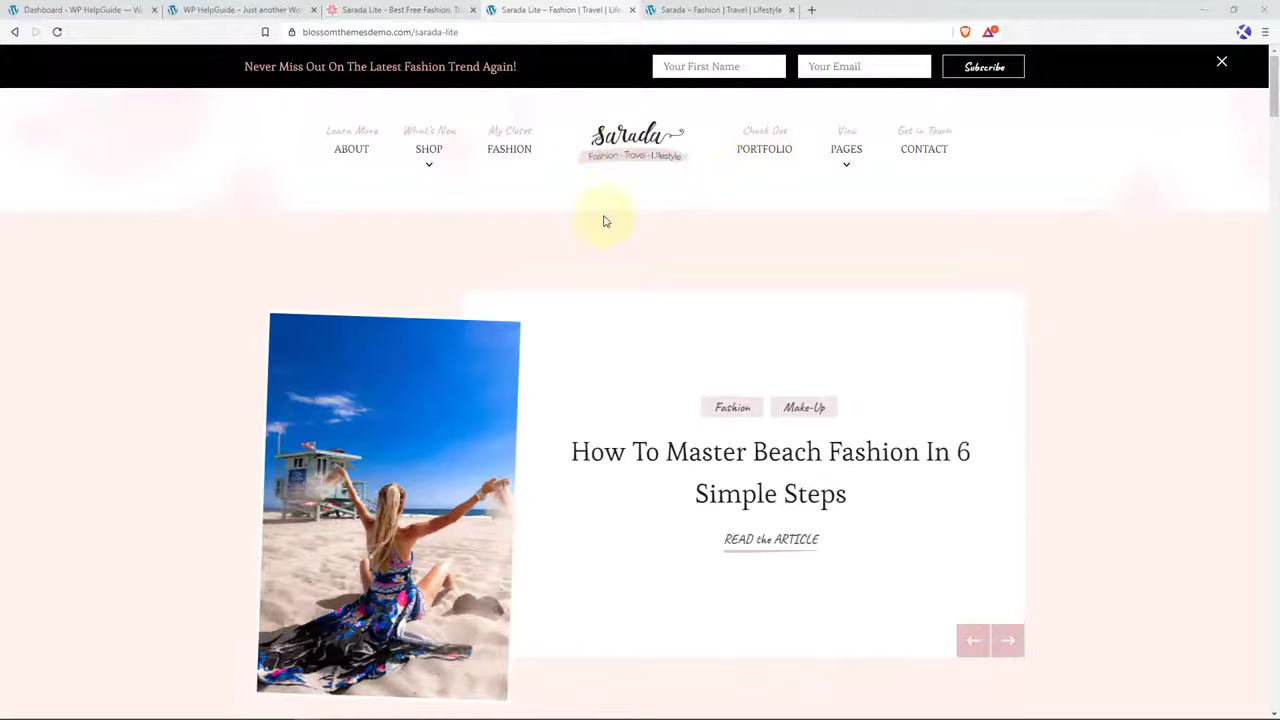 Dashboard ‹ WP HelpGuide — W
WP HelpGuide – Just another Wo
Sarada Lite – Best Free Fashion, T
Sarada Lite – Fashion | Travel | Life
Sarada – Fashion | Travel | Lifestyle
blossomthemesdemo.com/sarada-lite
Never Miss Out On The Latest Fashion Trend Again!
Your First Name
Your Email
Subscribe
Learn More
ABOUT
What's New
SHOP
My Closet
FASHION
sarada
Fashion - Travel - Lifestyle
Check Out
PORTFOLIO
View
PAGES
Get in Touch
CONTACT
Fashion
Make-Up
How To Master Beach Fashion In 6
Simple Steps
READ the ARTICLE